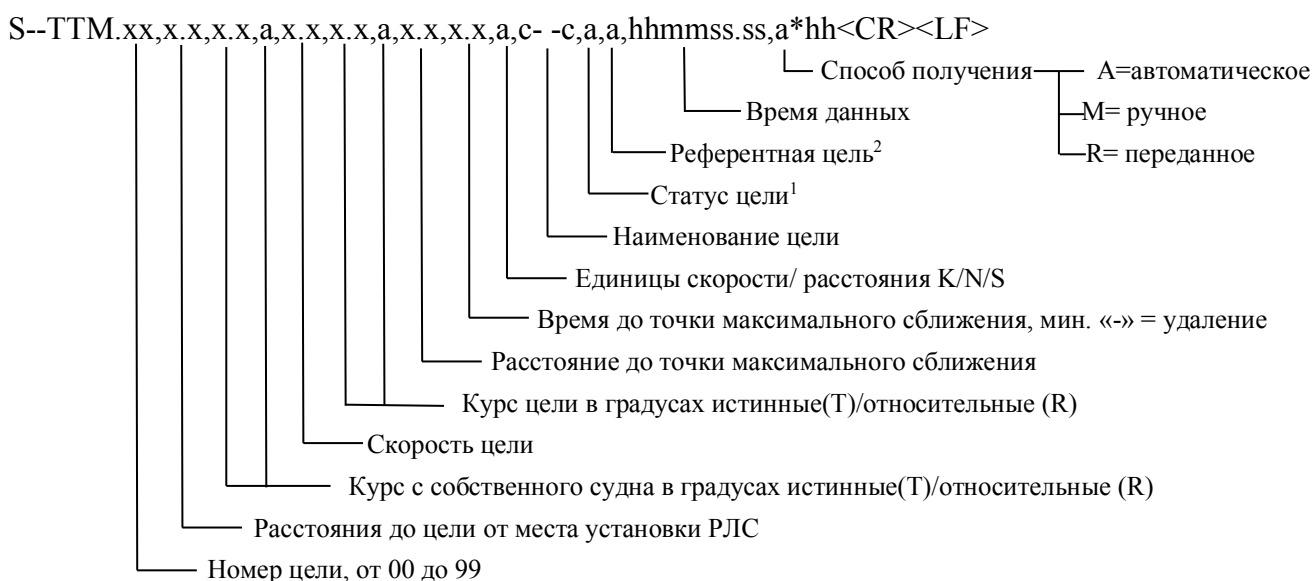 S--TTM.xx,x.x,x.x,a,x.x,x.x,a,x.x,x.x,a,c- -c,a,a,hhmmss.ss,a*hh<CR><LF>
Способ получения A=автоматическое
Время данных M= ручное
Референтная цель² R= переданное
Статус цели¹
Наименование цели
Единицы скорости/ расстояния K/N/S
Время до точки максимального сближения, мин. «-» = удаление
Расстояние до точки максимального сближения
Курс цели в градусах истинные(T)/относительные (R)
Скорость цели
Курс с собственного судна в градусах истинные(T)/относительные (R)
Расстояния до цели от места установки РЛС
Номер цели, от 00 до 99